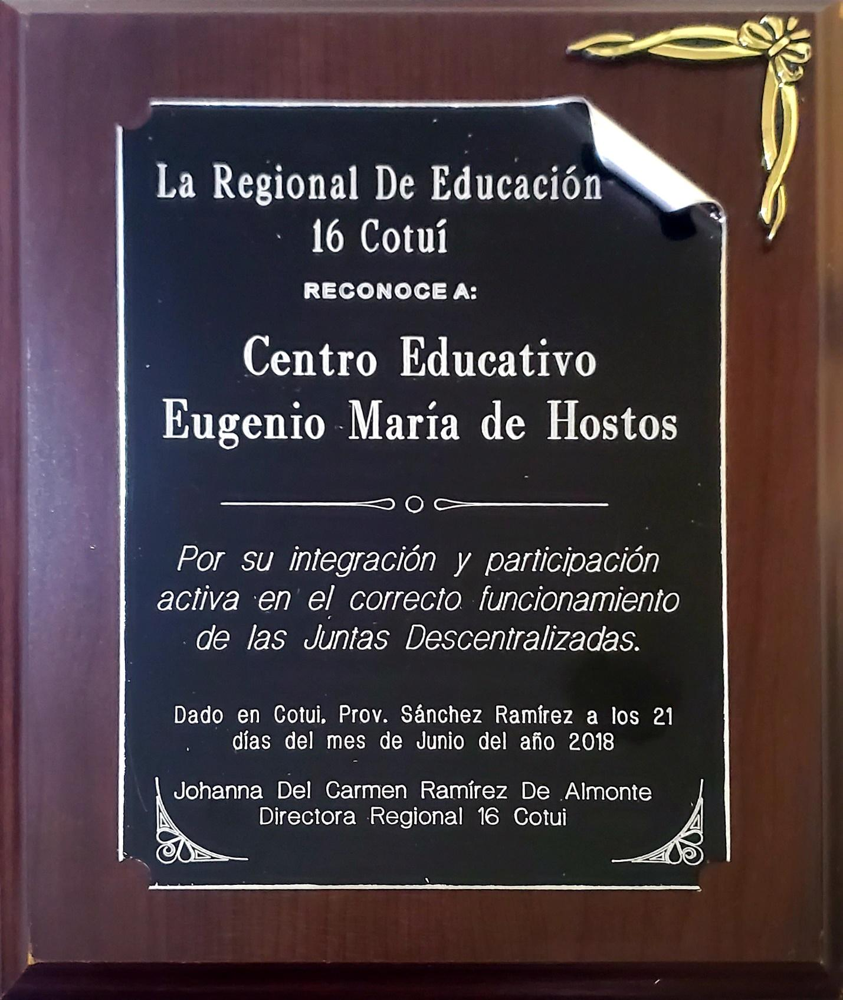 La Regional De Educación
16 Cotuí
RECONOCE A:
Centro Educativo
Eugenio María de Hostos
Por su integración y participación
activa en el correcto funcionamiento
de las Juntas Descentralizadas.
Dado en Cotui, Prov. Sánchez Ramírez a los 21
días del mes de Junio del año 2018
Johanna Del Carmen Ramírez De Almonte
Directora Regional 16 Cotui